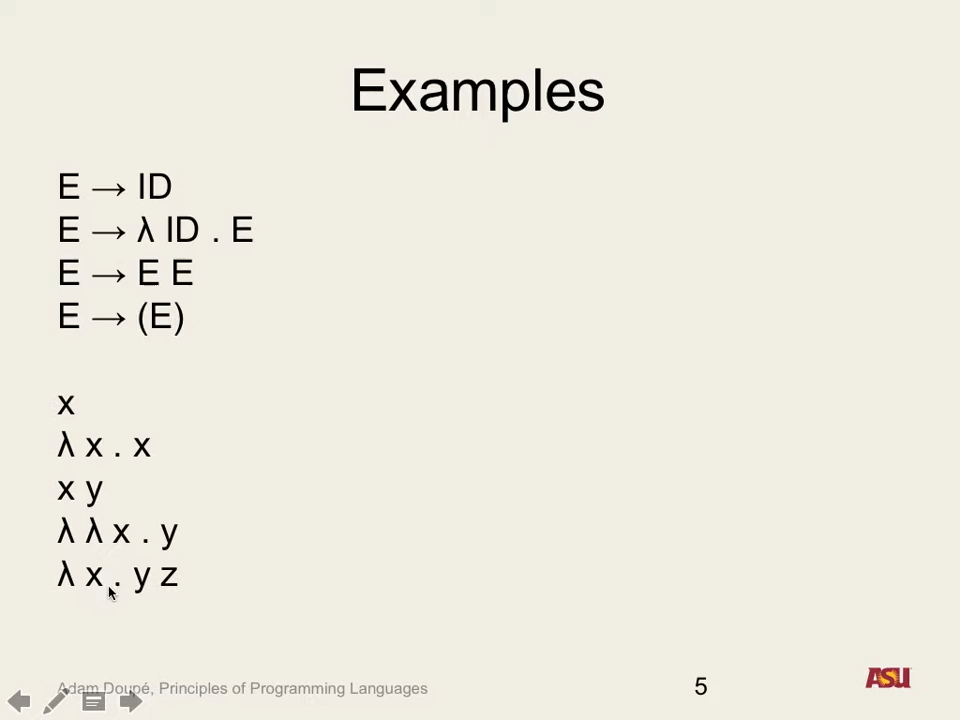 Examples
E → ID
E → λ ID . E
E → E E
E → (E)
x
λ x . x
x y
λ λ x . y
λ x . y z
Adam Doupé, Principles of Programming Languages
5
ASU